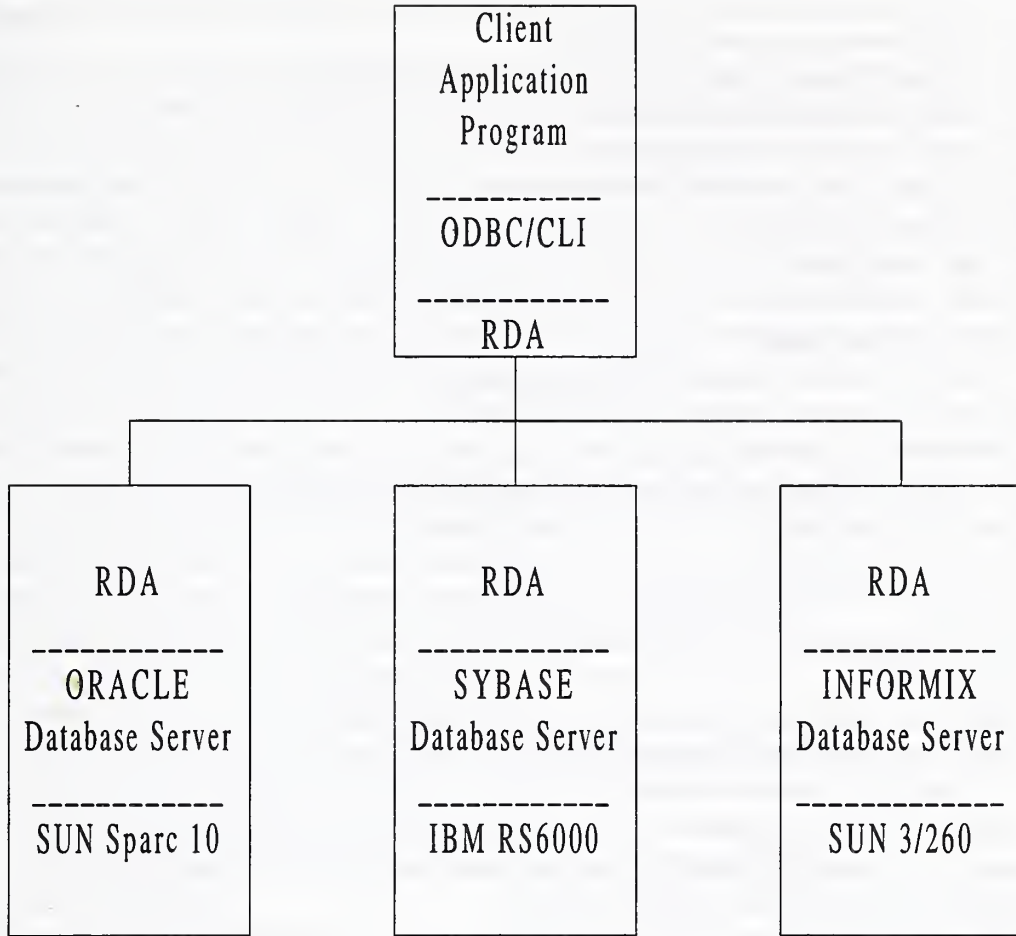 Client
Application
Program
ODBC/CLI
RDA
RDA
ORACLE
Database Server
SUN Sparc 10
RDA
SYBASE
Database Server
IBM RS6000
RDA
INFORMIX
Database Server
SUN 3/260